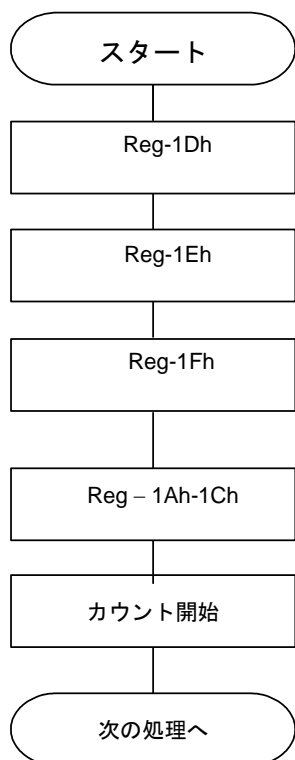 スタート
Reg-1Dh
Reg-1Eh
Reg-1Fh
Reg – 1Ah-1Ch
カウント開始
次の処理へ